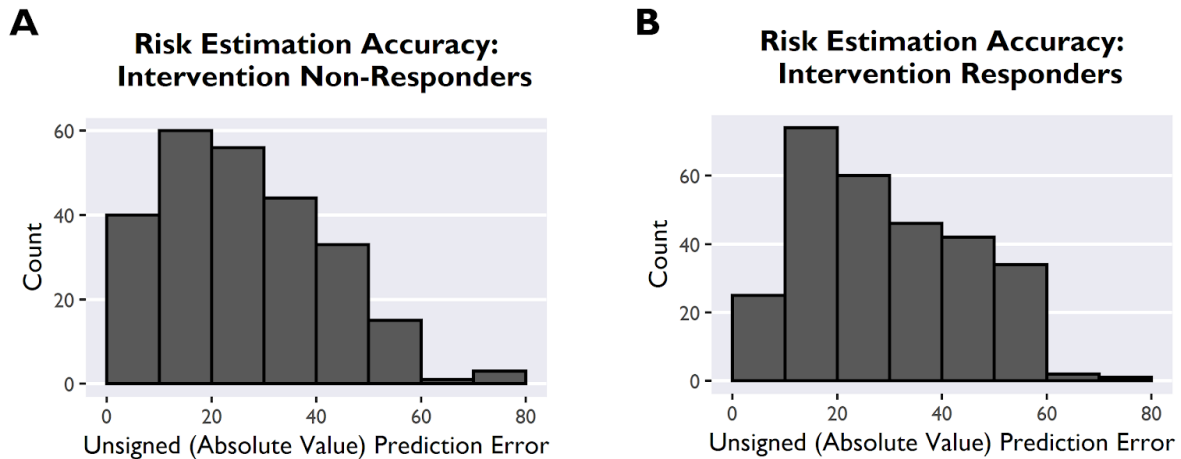 A
Risk Estimation Accuracy:
Intervention Non-Responders
60
40
20
0
Count
0 20 40 60 80
Unsigned (Absolute Value) Prediction Error
B
Risk Estimation Accuracy:
Intervention Responders
60
40
20
0
Count
0 20 40 60 80
Unsigned (Absolute Value) Prediction Error